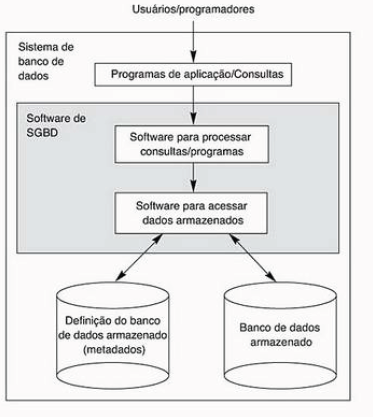 Usuários/programadores
Sistema de
banco de
dados
Programas de aplicação/Consultas
Software de
SGBD
Software para processar
consultas/programas
Software para acessar
dados armazenados
Definição do banco
de dados armazenado
(metadados)
Banco de dados
armazenado